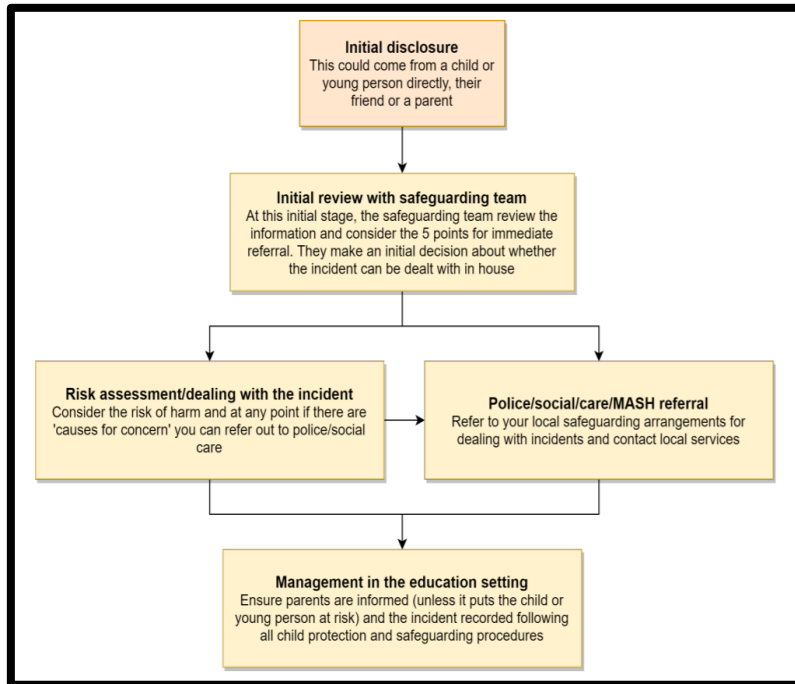 Initial disclosure
This could come from a child or
young person directly, their
friend or a parent
Initial review with safeguarding team
At this initial stage, the safeguarding team review the
information and consider the 5 points for immediate
referral. They make an initial decision about whether
the incident can be dealt with in house
Risk assessment/dealing with the incident
Consider the risk of harm and at any point if there are
'causes for concern' you can refer out to police/social
care
Police/social/care/MASH referral
Refer to your local safeguarding arrangements for
dealing with incidents and contact local services
Management in the education setting
Ensure parents are informed (unless it puts the child or
young person at risk) and the incident recorded following
all child protection and safeguarding procedures